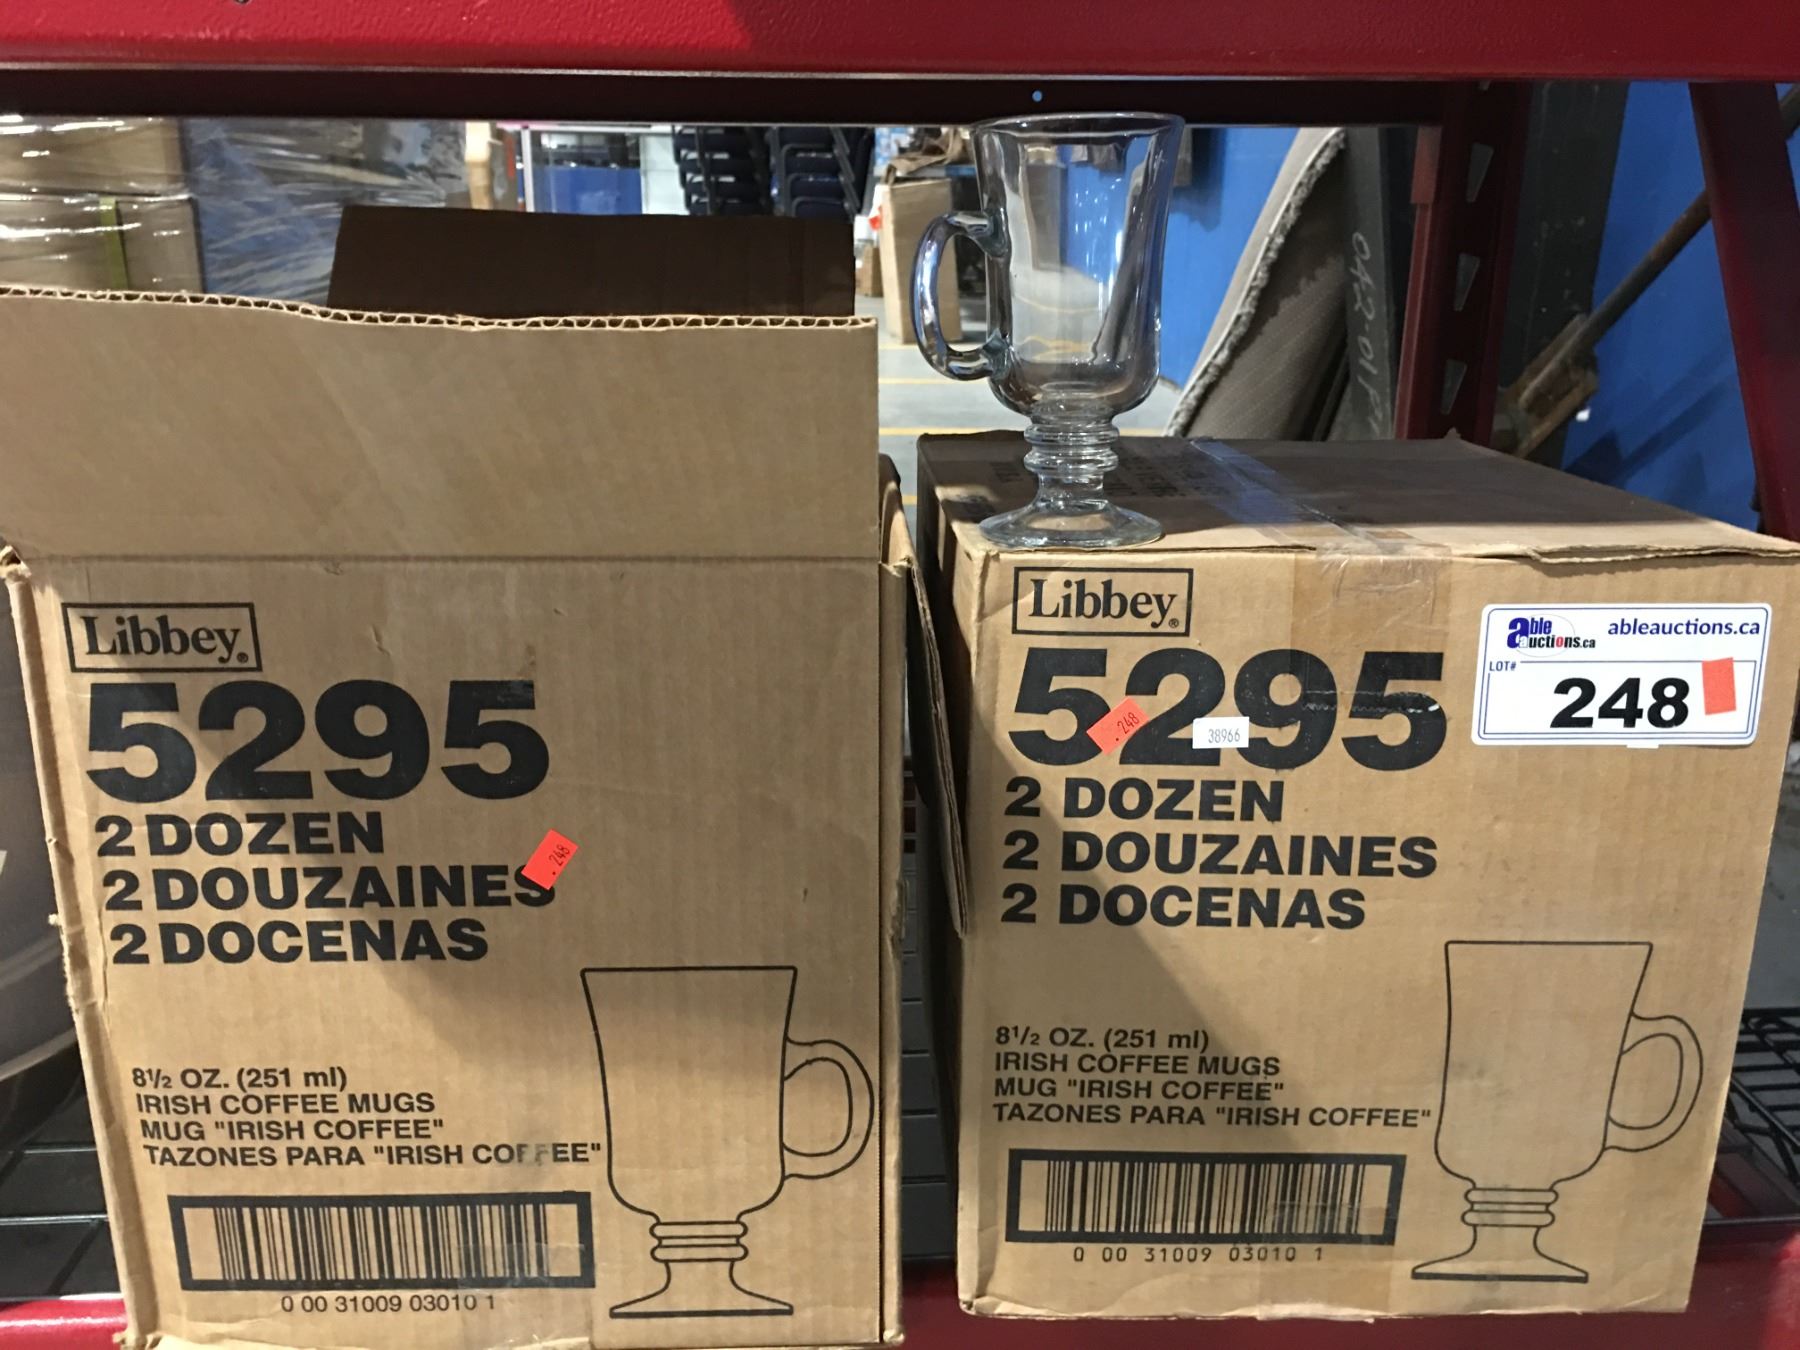 Libbey®
5295
2 DOZEN
2 DOUZAINES
2 DOCENAS
248
8½ OZ. (251 ml)
IRISH COFFEE MUGS
MUG "IRISH COFFEE"
TAZONES PARA "IRISH COFFEE"
0 00 31009 03010 1
Libbey®
5295
248
38966
2 DOZEN
2 DOUZAINES
2 DOCENAS
8½ OZ. (251 ml)
IRISH COFFEE MUGS
MUG "IRISH COFFEE"
TAZONES PARA "IRISH COFFEE"
0 00 31009 03010 1
able auctions.ca
ableauctions.ca
LOT#
248